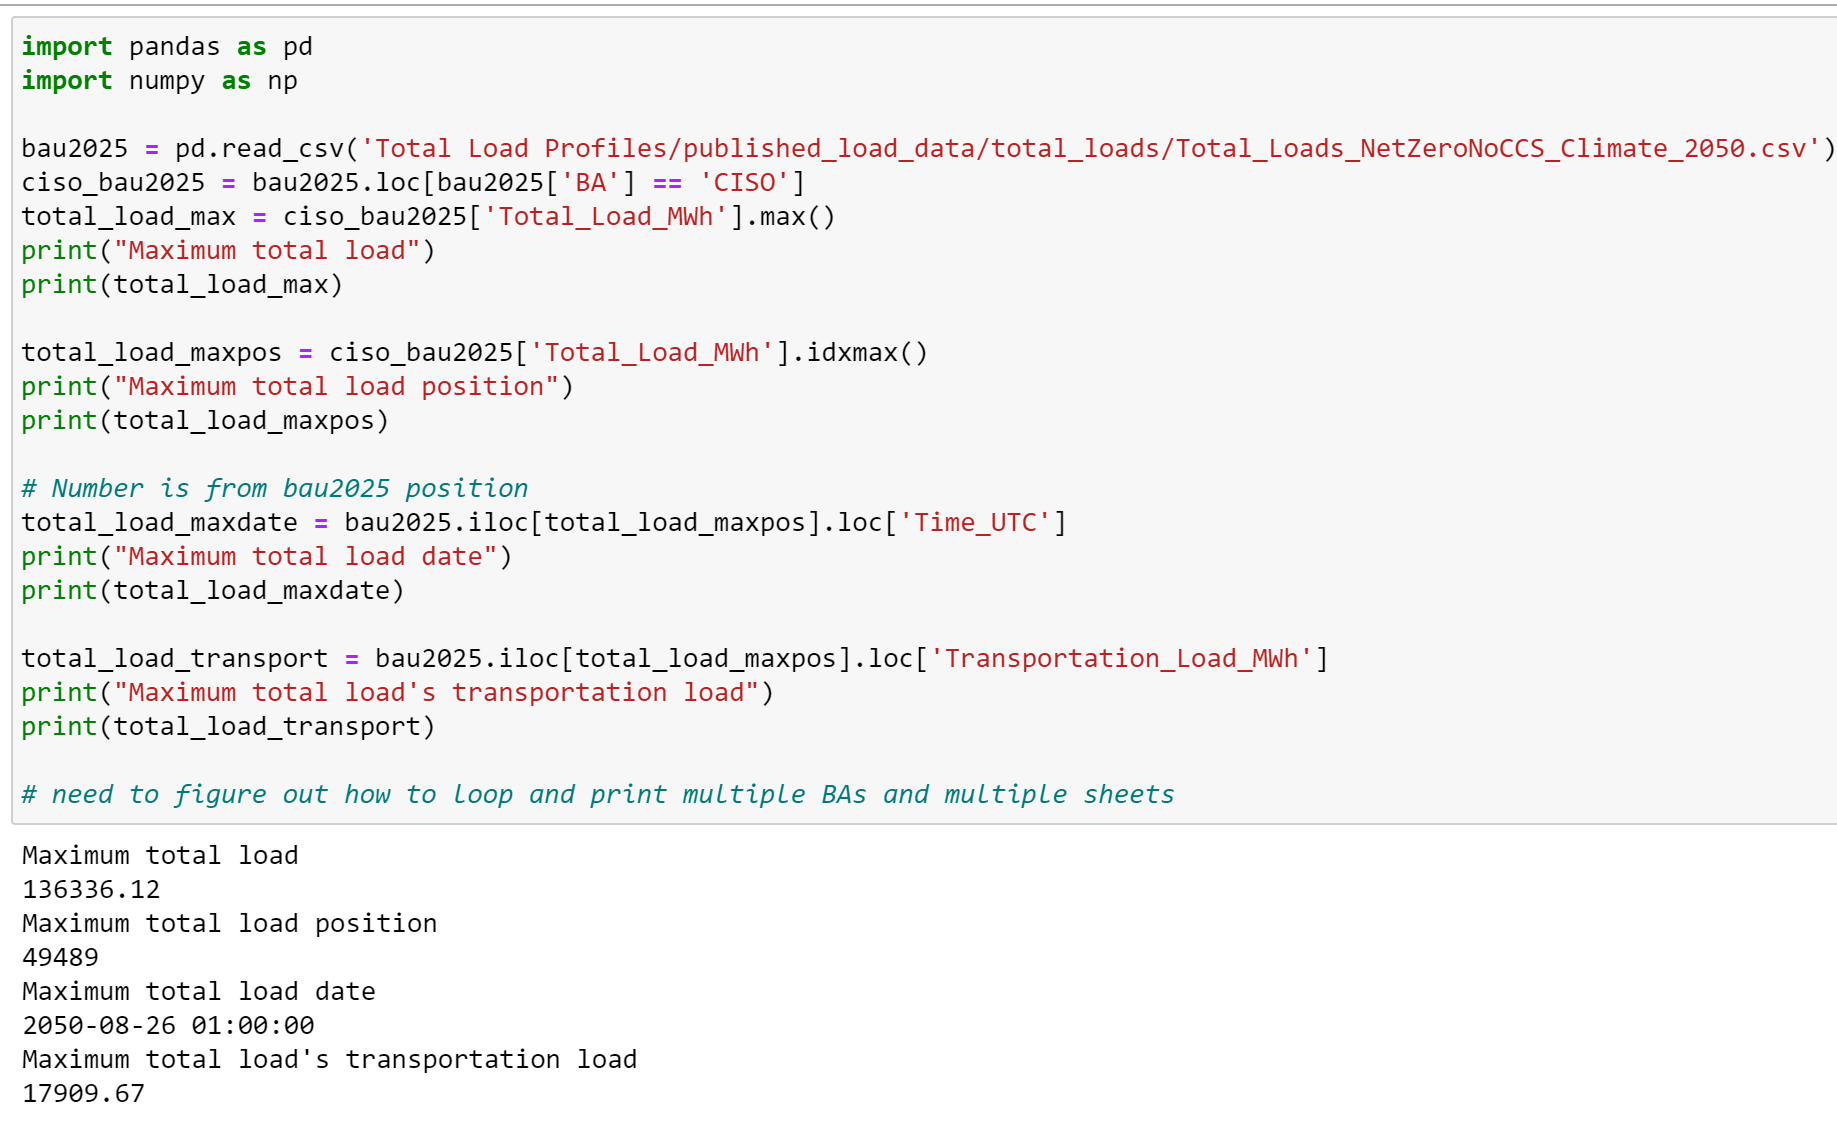 import pandas as pd
import numpy as np
bau2025 = pd.read_csv('Total Load Profiles/published_load_data/total_loads/Total_Loads_NetZeroNoCCS_Climate_2050.csv')
ciso_bau2025 = bau2025.loc[bau2025['BA'] == 'CISO']
total_load_max = ciso_bau2025['Total_Load_MWh'].max()
print("Maximum total load")
print(total_load_max)
total_load_maxpos = ciso_bau2025['Total_Load_MWh'].idxmax()
print("Maximum total load position")
print(total_load_maxpos)
# Number is from bau2025 position
total_load_maxdate = bau2025.iloc[total_load_maxpos].loc['Time_UTC']
print("Maximum total load date")
print(total_load_maxdate)
total_load_transport = bau2025.iloc[total_load_maxpos].loc['Transportation_Load_MWh']
print("Maximum total load's transportation load")
print(total_load_transport)
# need to figure out how to loop and print multiple BAs and multiple sheets
Maximum total load
136336.12
Maximum total load position
49489
Maximum total load date
2050-08-26 01:00:00
Maximum total load's transportation load
17909.67